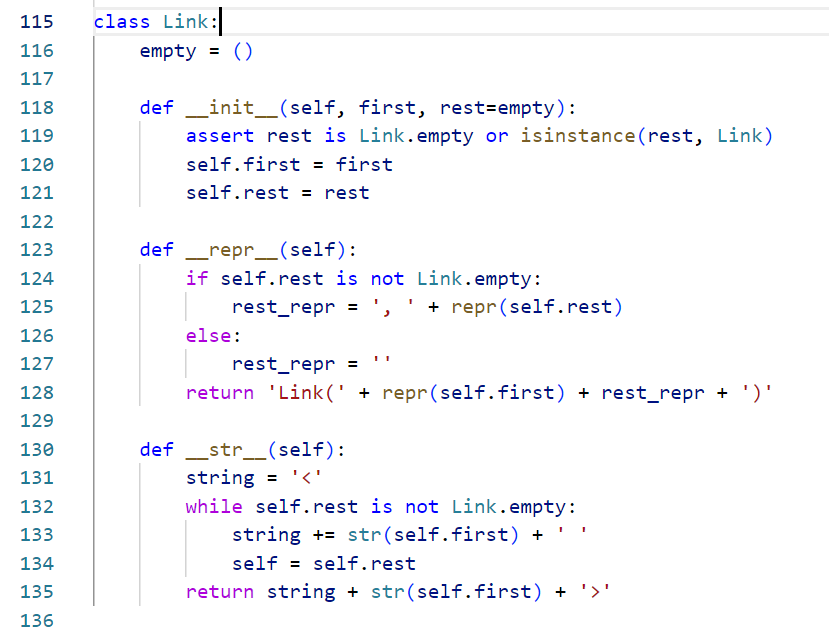 115 class Link:
116     empty = ()
117
118     def __init__(self, first, rest=empty):
119         assert rest is Link.empty or isinstance(rest, Link)
120         self.first = first
121         self.rest = rest
122
123     def __repr__(self):
124         if self.rest is not Link.empty:
125             rest_repr = ', ' + repr(self.rest)
126         else:
127             rest_repr = ''
128         return 'Link(' + repr(self.first) + rest_repr + ')'
129
130     def __str__(self):
131         string = '<'
132         while self.rest is not Link.empty:
133             string += str(self.first) + ' '
134             self = self.rest
135         return string + str(self.first) + '>'
136